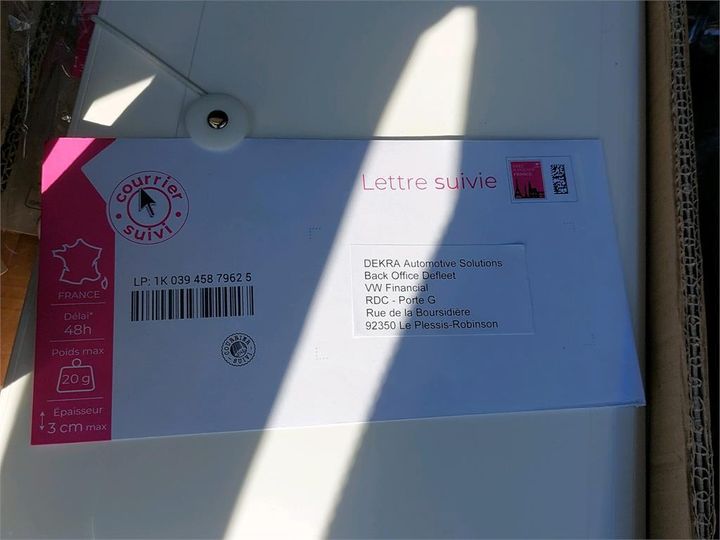 courrier
suivi
Lettre suivie
LP: 1K 039 458 7962 5
DEKRA Automotive Solutions
Back Office Defleet
VW Financial
RDC - Porte G
Rue de la Boursidière
92350 Le Plessis-Robinson
FRANCE
Délai*
48h
Poids max
20 g
Épaisseur
3 cm max